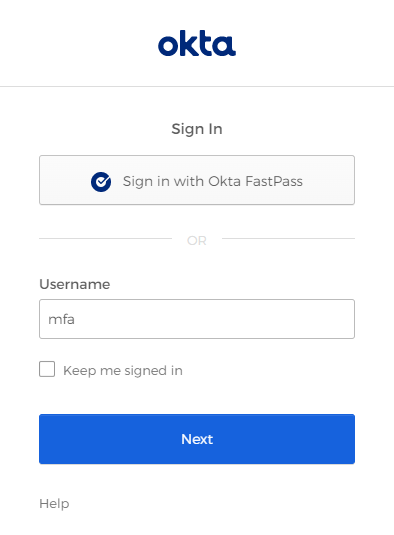 okta
Sign In
Sign in with Okta FastPass
OR
Username
mfa
Keep me signed in
Next
Help